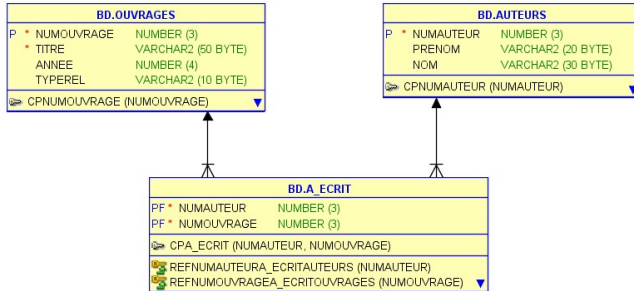 BD.OUVRAGES
P * NUMOUVRAGE NUMBER (3)
* TITRE VARCHAR2 (50 BYTE)
ANNEE NUMBER (4)
TYPEREL VARCHAR2 (10 BYTE)
CPNUMOUVRAGE (NUMOUVRAGE)
BD.AUTEURS
P * NUMAUTEUR NUMBER (3)
PRENOM VARCHAR2 (20 BYTE)
NOM VARCHAR2 (30 BYTE)
CPNUMAUTEUR (NUMAUTEUR)
BD.A_ECRIT
PF * NUMAUTEUR NUMBER (3)
PF * NUMOUVRAGE NUMBER (3)
CPA_ECRIT (NUMAUTEUR, NUMOUVRAGE)
REFNUMAUTEURA_ECRITAUTEURS (NUMAUTEUR)
REFNUMOUVRAGEA_ECRITOUVRAGES (NUMOUVRAGE)